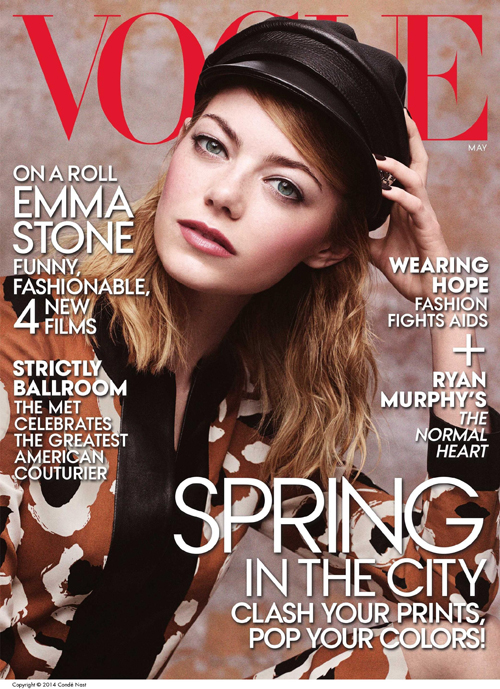 VOGUE
MAY
ON A ROLL
EMMA
STONE
FUNNY,
FASHIONABLE,
4 NEW
FILMS
STRICTLY
BALLROOM
THE MET
CELEBRATES
THE GREATEST
AMERICAN
COUTURIER
WEARING
HOPE
FASHION
FIGHTS AIDS
+
RYAN
MURPHY'S
THE
NORMAL
HEART
SPRING
IN THE CITY
CLASH YOUR PRINTS,
POP YOUR COLORS!
Copyright © 2014 Condé Nast